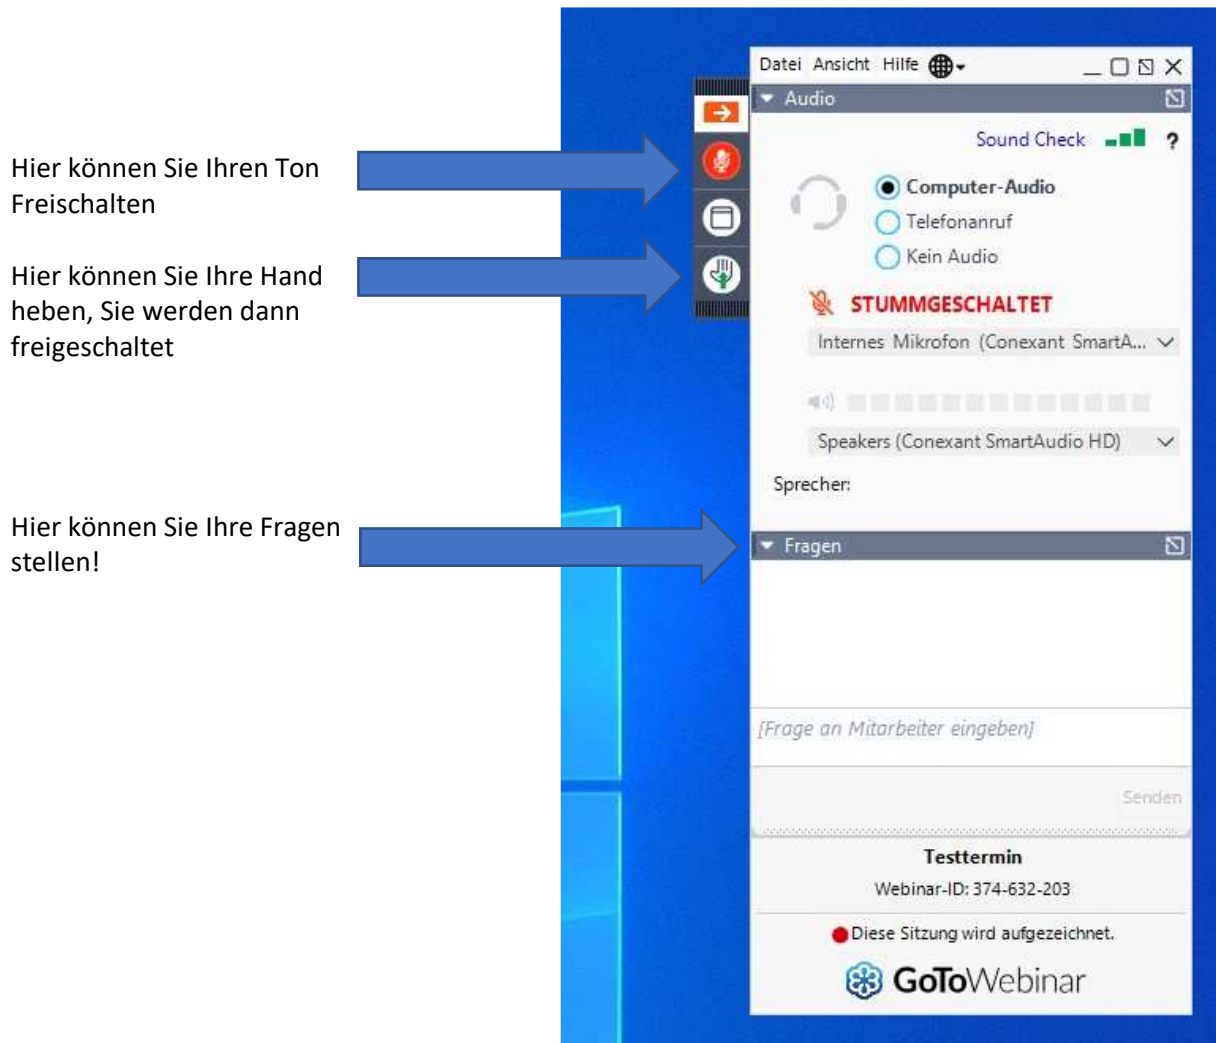 Hier können Sie Ihren Ton
Freischalten
Hier können Sie Ihre Hand
heben, Sie werden dann
freigeschaltet
Hier können Sie Ihre Fragen
stellen!
Datei Ansicht Hilfe
Audio
Sound Check ?
Computer-Audio
Telefonanruf
Kein Audio
STUMMGESCHALTET
Internes Mikrofon (Conexant SmartA...
Speakers (Conexant SmartAudio HD)
Sprecher:
Fragen
[Frage an Mitarbeiter eingeben]
Senden
Testtermin
Webinar-ID: 374-632-203
Diese Sitzung wird aufgezeichnet.
GoToWebinar